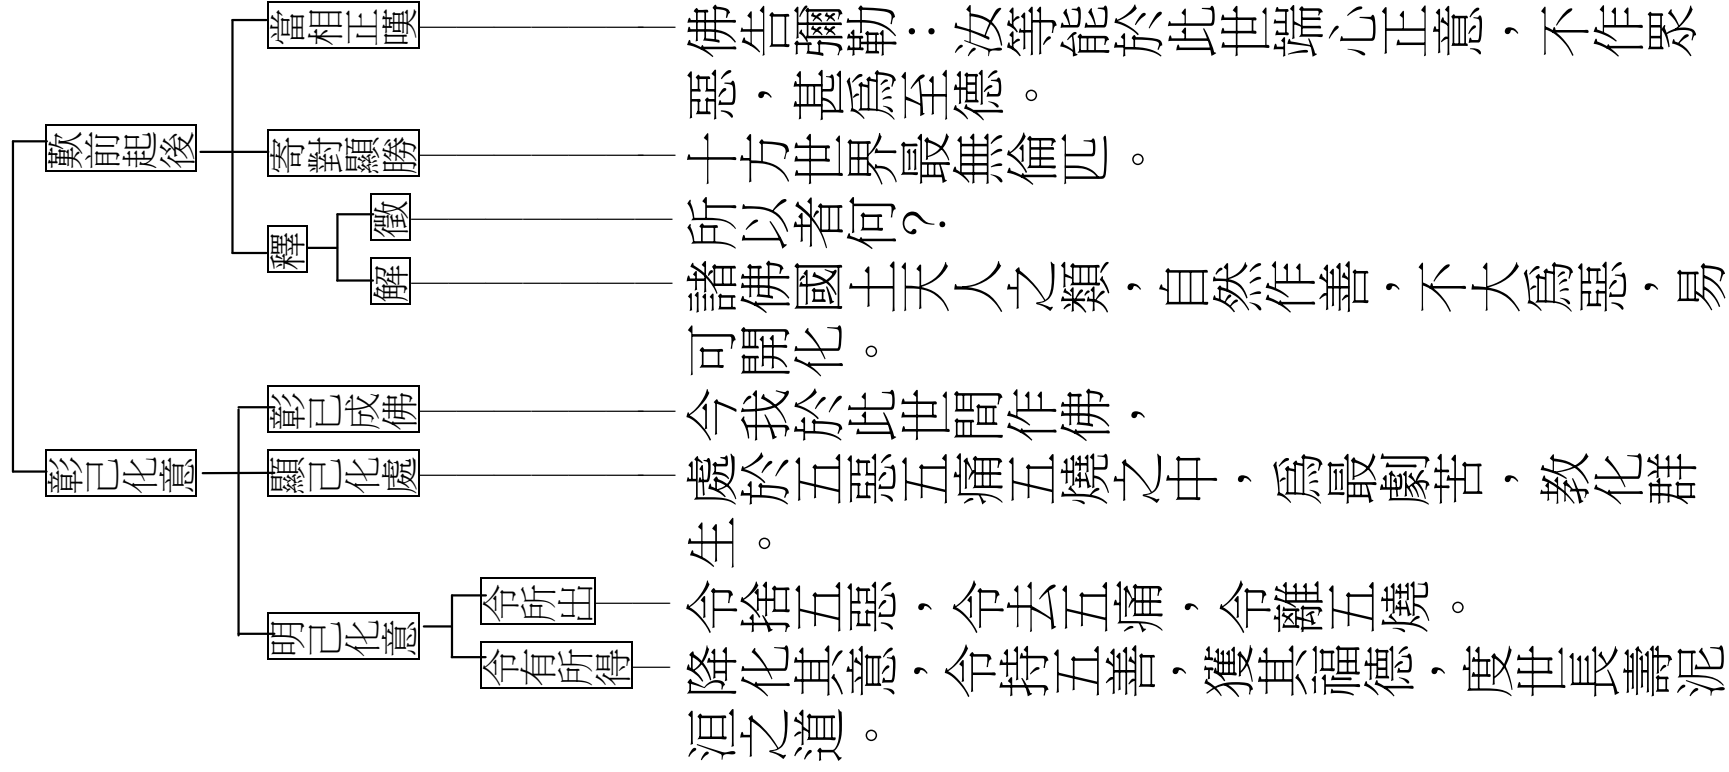 歎前起後
當相正嘆
佛告彌勒：汝等能於此世端心正意，不作眾
惡，甚為至德。
寄對顯勝
十方世界最無倫匹。
釋
徵
所以者何？
解
諸佛國土天人之類，自然作善，不大為惡，易
可開化。
彰己化意
彰己成佛
今我於此世間作佛，
顯己化處
處於五惡五痛五燒之中，為最劇苦，教化群
生。
明己化意
令所出
令捨五惡，令去五痛，令離五燒。
令有所得
降化其意，令持五善，獲其福德，度世長壽泥
洹之道。